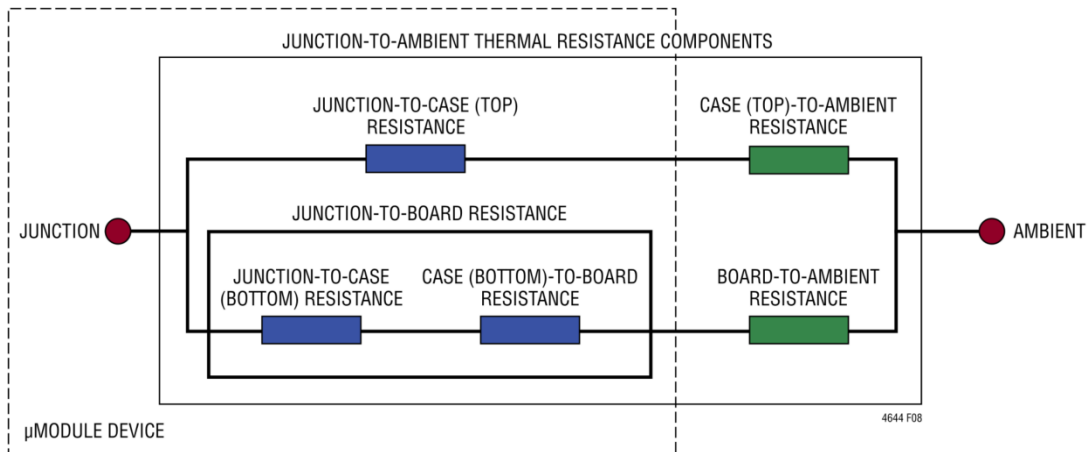 JUNCTION-TO-AMBIENT THERMAL RESISTANCE COMPONENTS
JUNCTION-TO-CASE (TOP)
RESISTANCE
CASE (TOP)-TO-AMBIENT
RESISTANCE
JUNCTION
JUNCTION-TO-BOARD RESISTANCE
AMBIENT
JUNCTION-TO-CASE
(BOTTOM) RESISTANCE
CASE (BOTTOM)-TO-BOARD
RESISTANCE
BOARD-TO-AMBIENT
RESISTANCE
4644 F08
µMODULE DEVICE